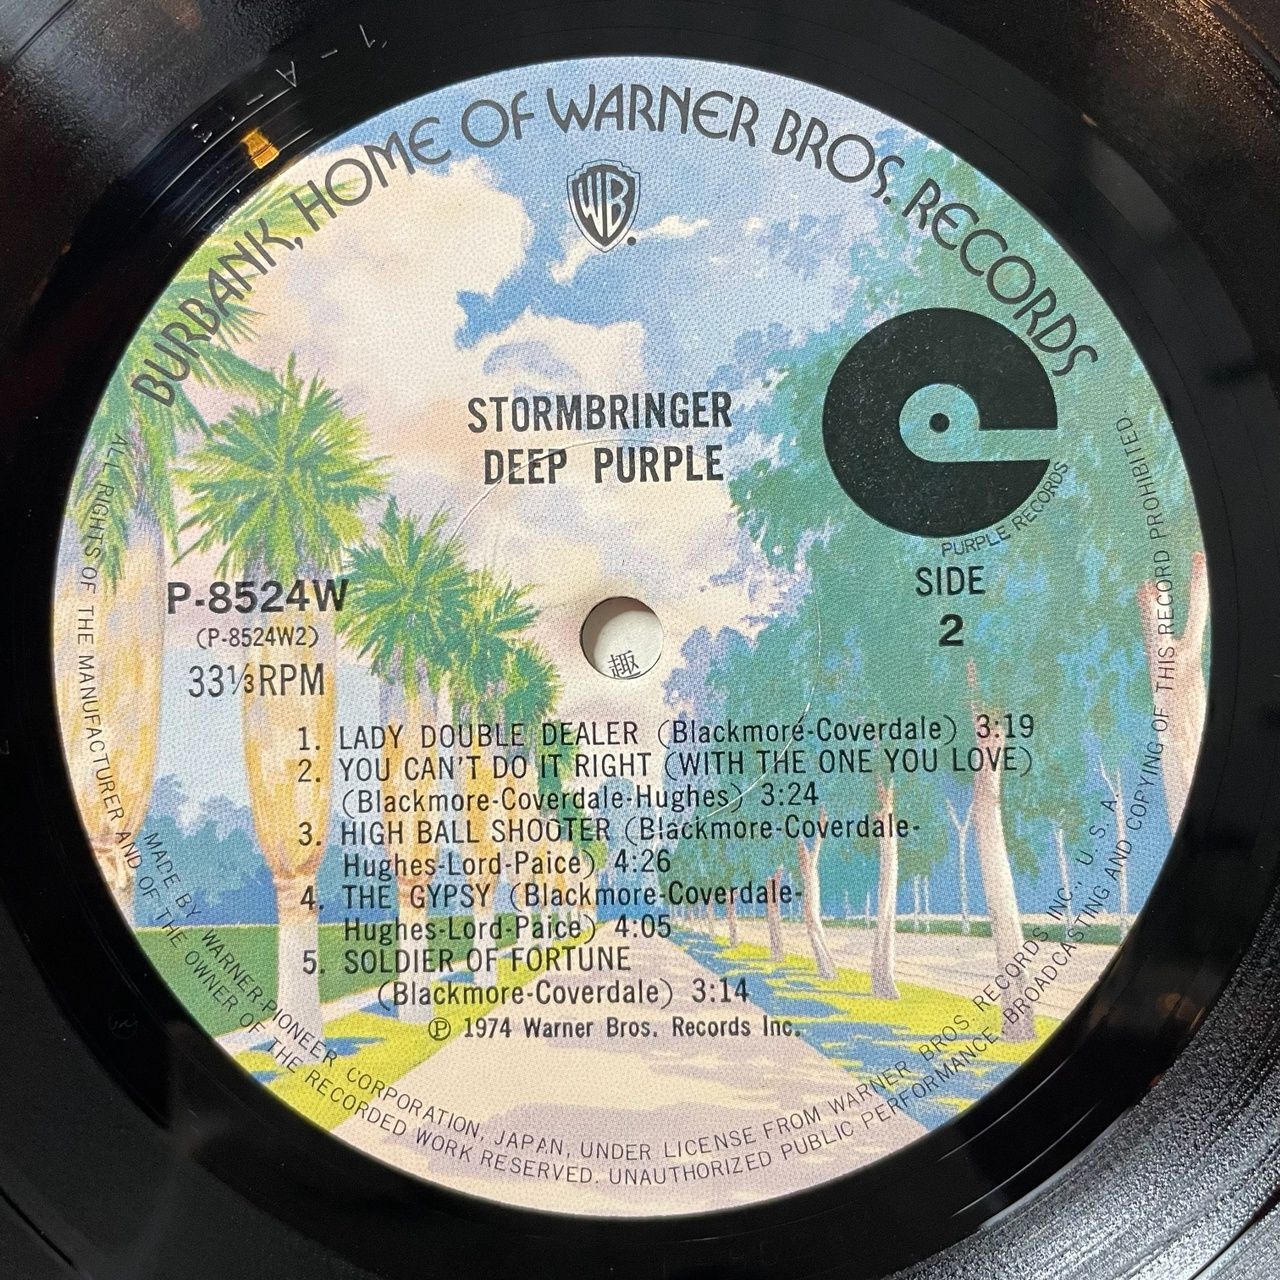 BURBANK, HOME OF WARNER BROS. RECORDS
WB
STORMBRINGER
DEEP PURPLE
PURPLE RECORDS
P-8524W
(P-8524W2)
33⅓RPM
SIDE
2
趣
1. LADY DOUBLE DEALER (Blackmore-Coverdale) 3:19
2. YOU CAN'T DO IT RIGHT (WITH THE ONE YOU LOVE)
(Blackmore-Coverdale-Hughes) 3:24
3. HIGH BALL SHOOTER (Blackmore-Coverdale-
Hughes-Lord-Paice) 4:26
4. THE GYPSY (Blackmore-Coverdale-
Hughes-Lord-Paice) 4:05
5. SOLDIER OF FORTUNE
(Blackmore-Coverdale) 3:14
Ⓟ 1974 Warner Bros. Records Inc.
MADE BY WARNER-PIONEER CORPORATION, JAPAN, UNDER LICENSE FROM WARNER BROS. RECORDS INC., U. S. A.
ALL RIGHTS OF THE MANUFACTURER AND OF THE OWNER OF THE RECORDED WORK RESERVED. UNAUTHORIZED PUBLIC PERFORMANCE, BROADCASTING AND COPYING OF THIS RECORD PROHIBITED